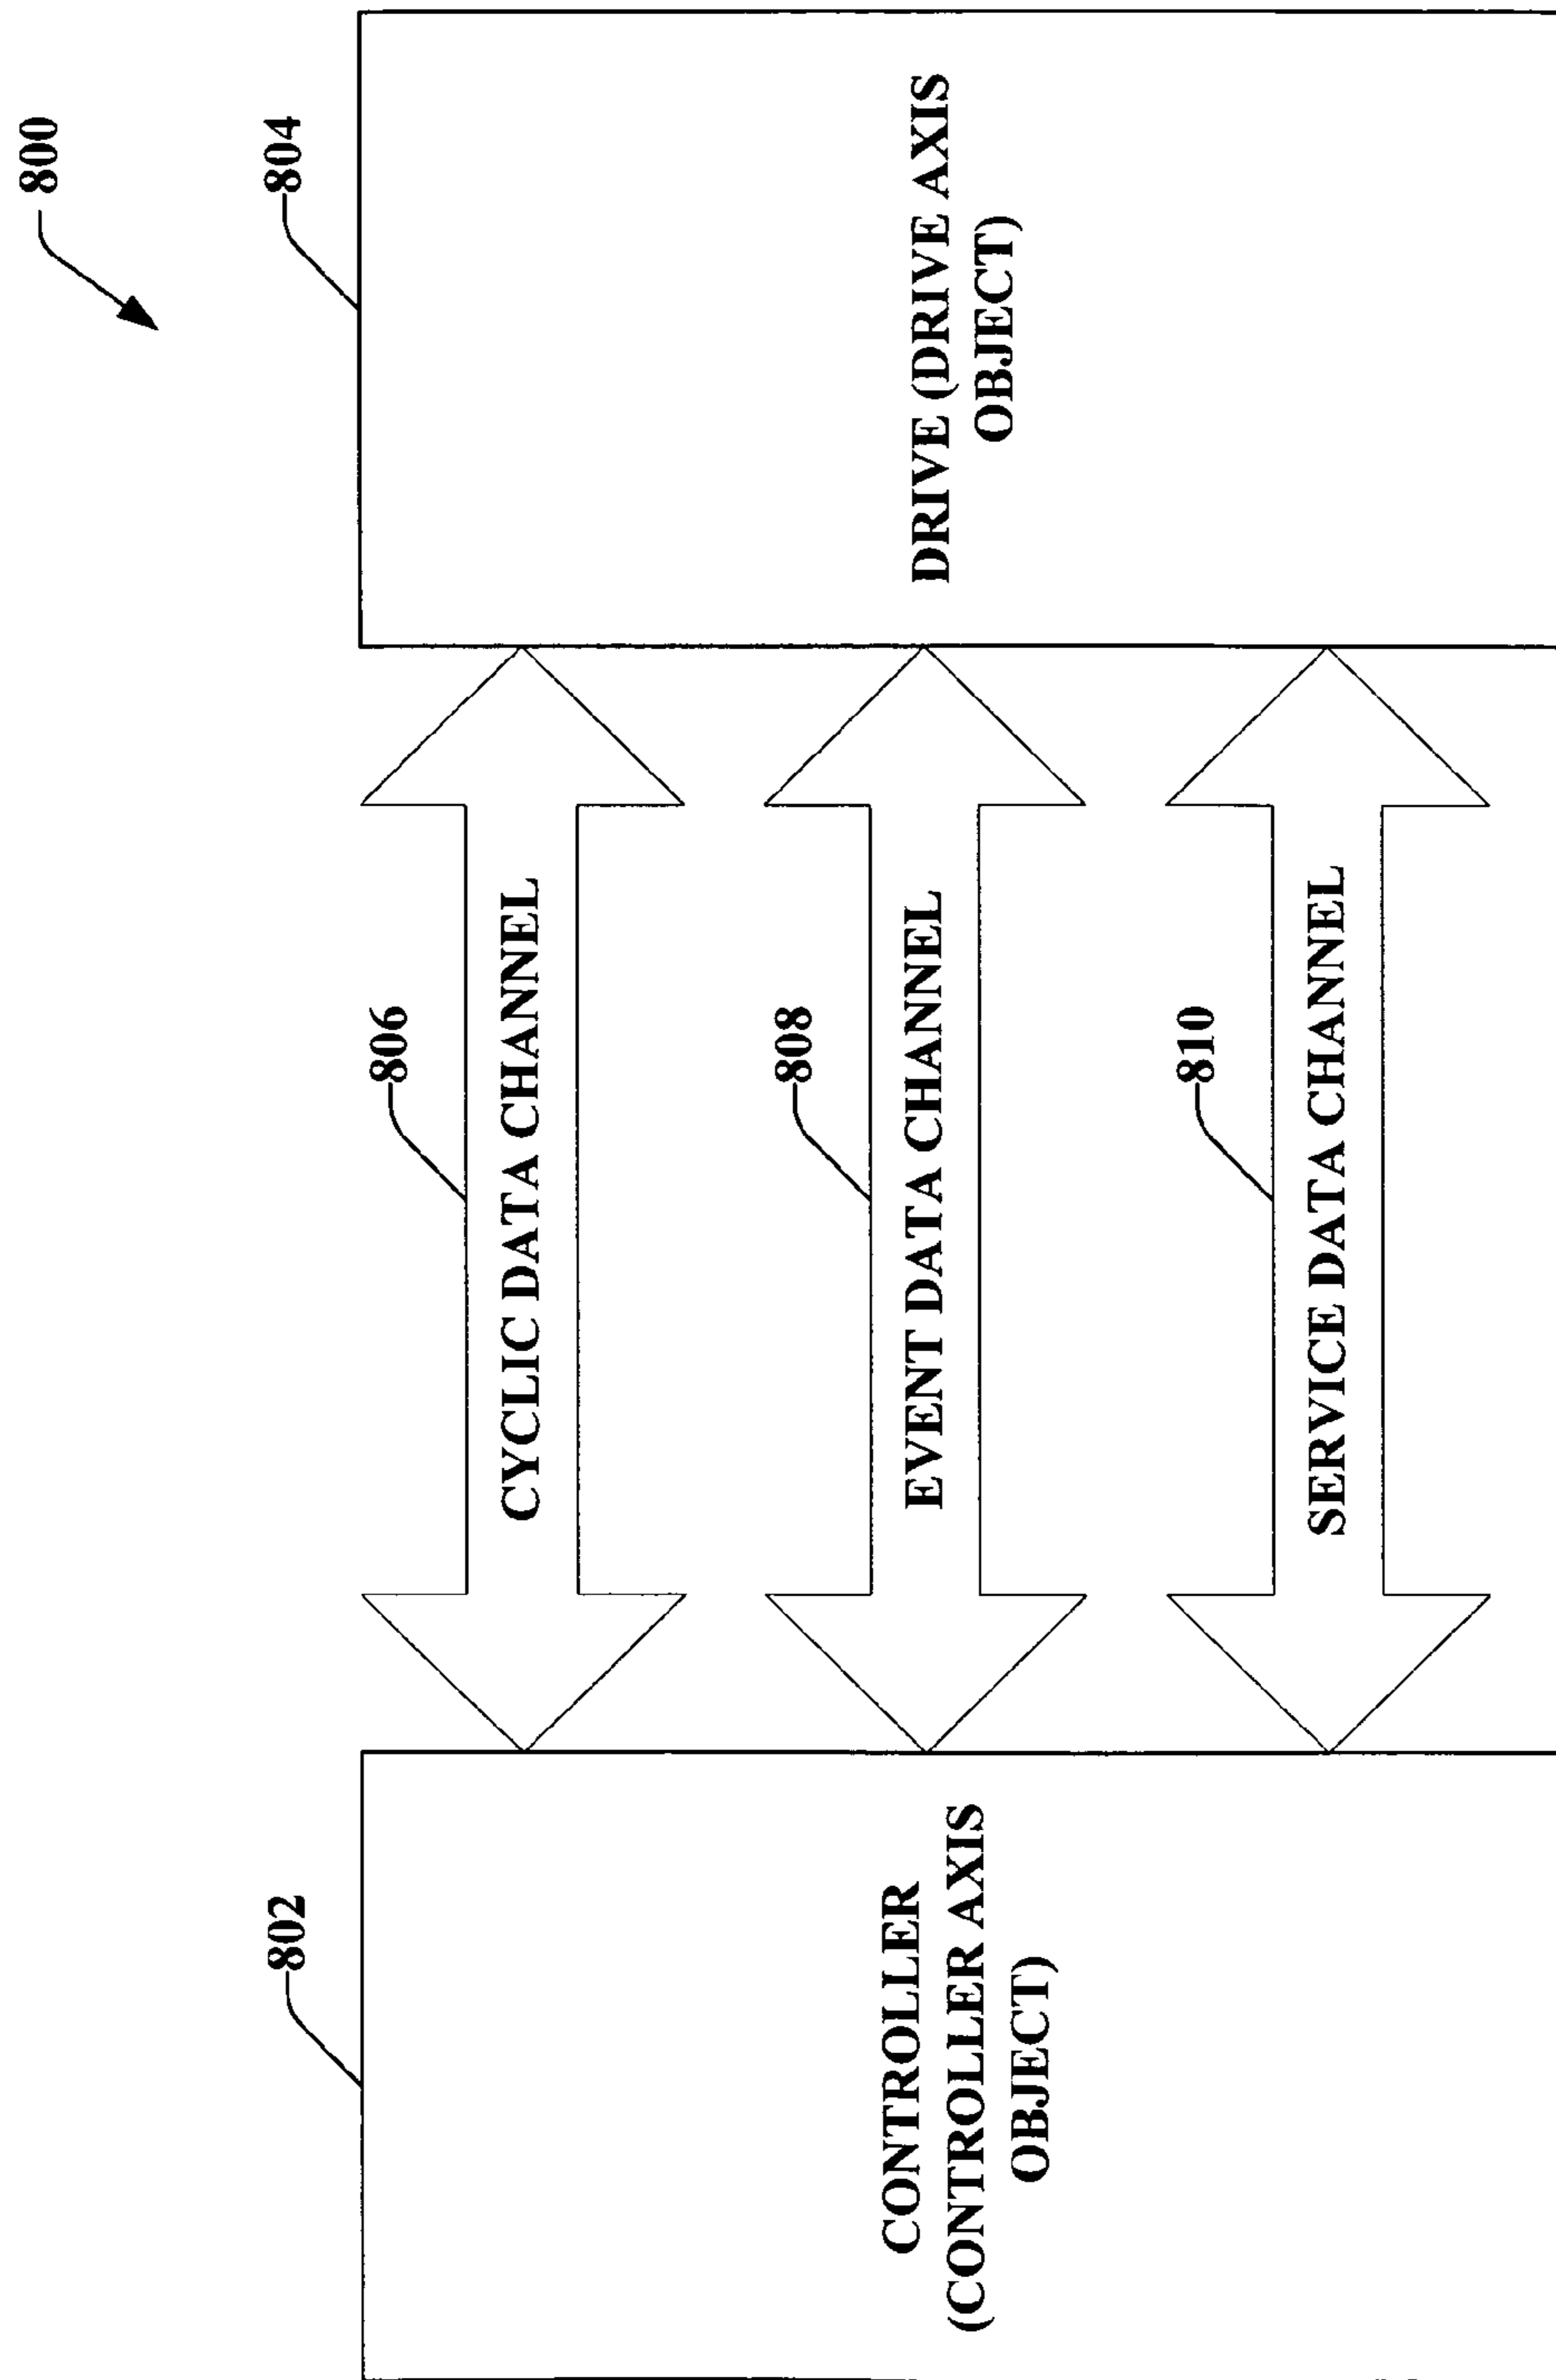 800
802
804
CONTROLLER
(CONTROLLER AXIS
OBJECT)
806
CYCLIC DATA CHANNEL
808
EVENT DATA CHANNEL
810
SERVICE DATA CHANNEL
DRIVE (DRIVE AXIS
OBJECT)